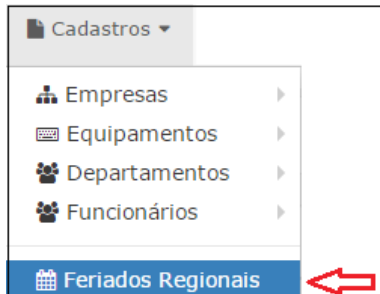 Cadastros
Empresas
Equipamentos
Departamentos
Funcionários
Feriados Regionais